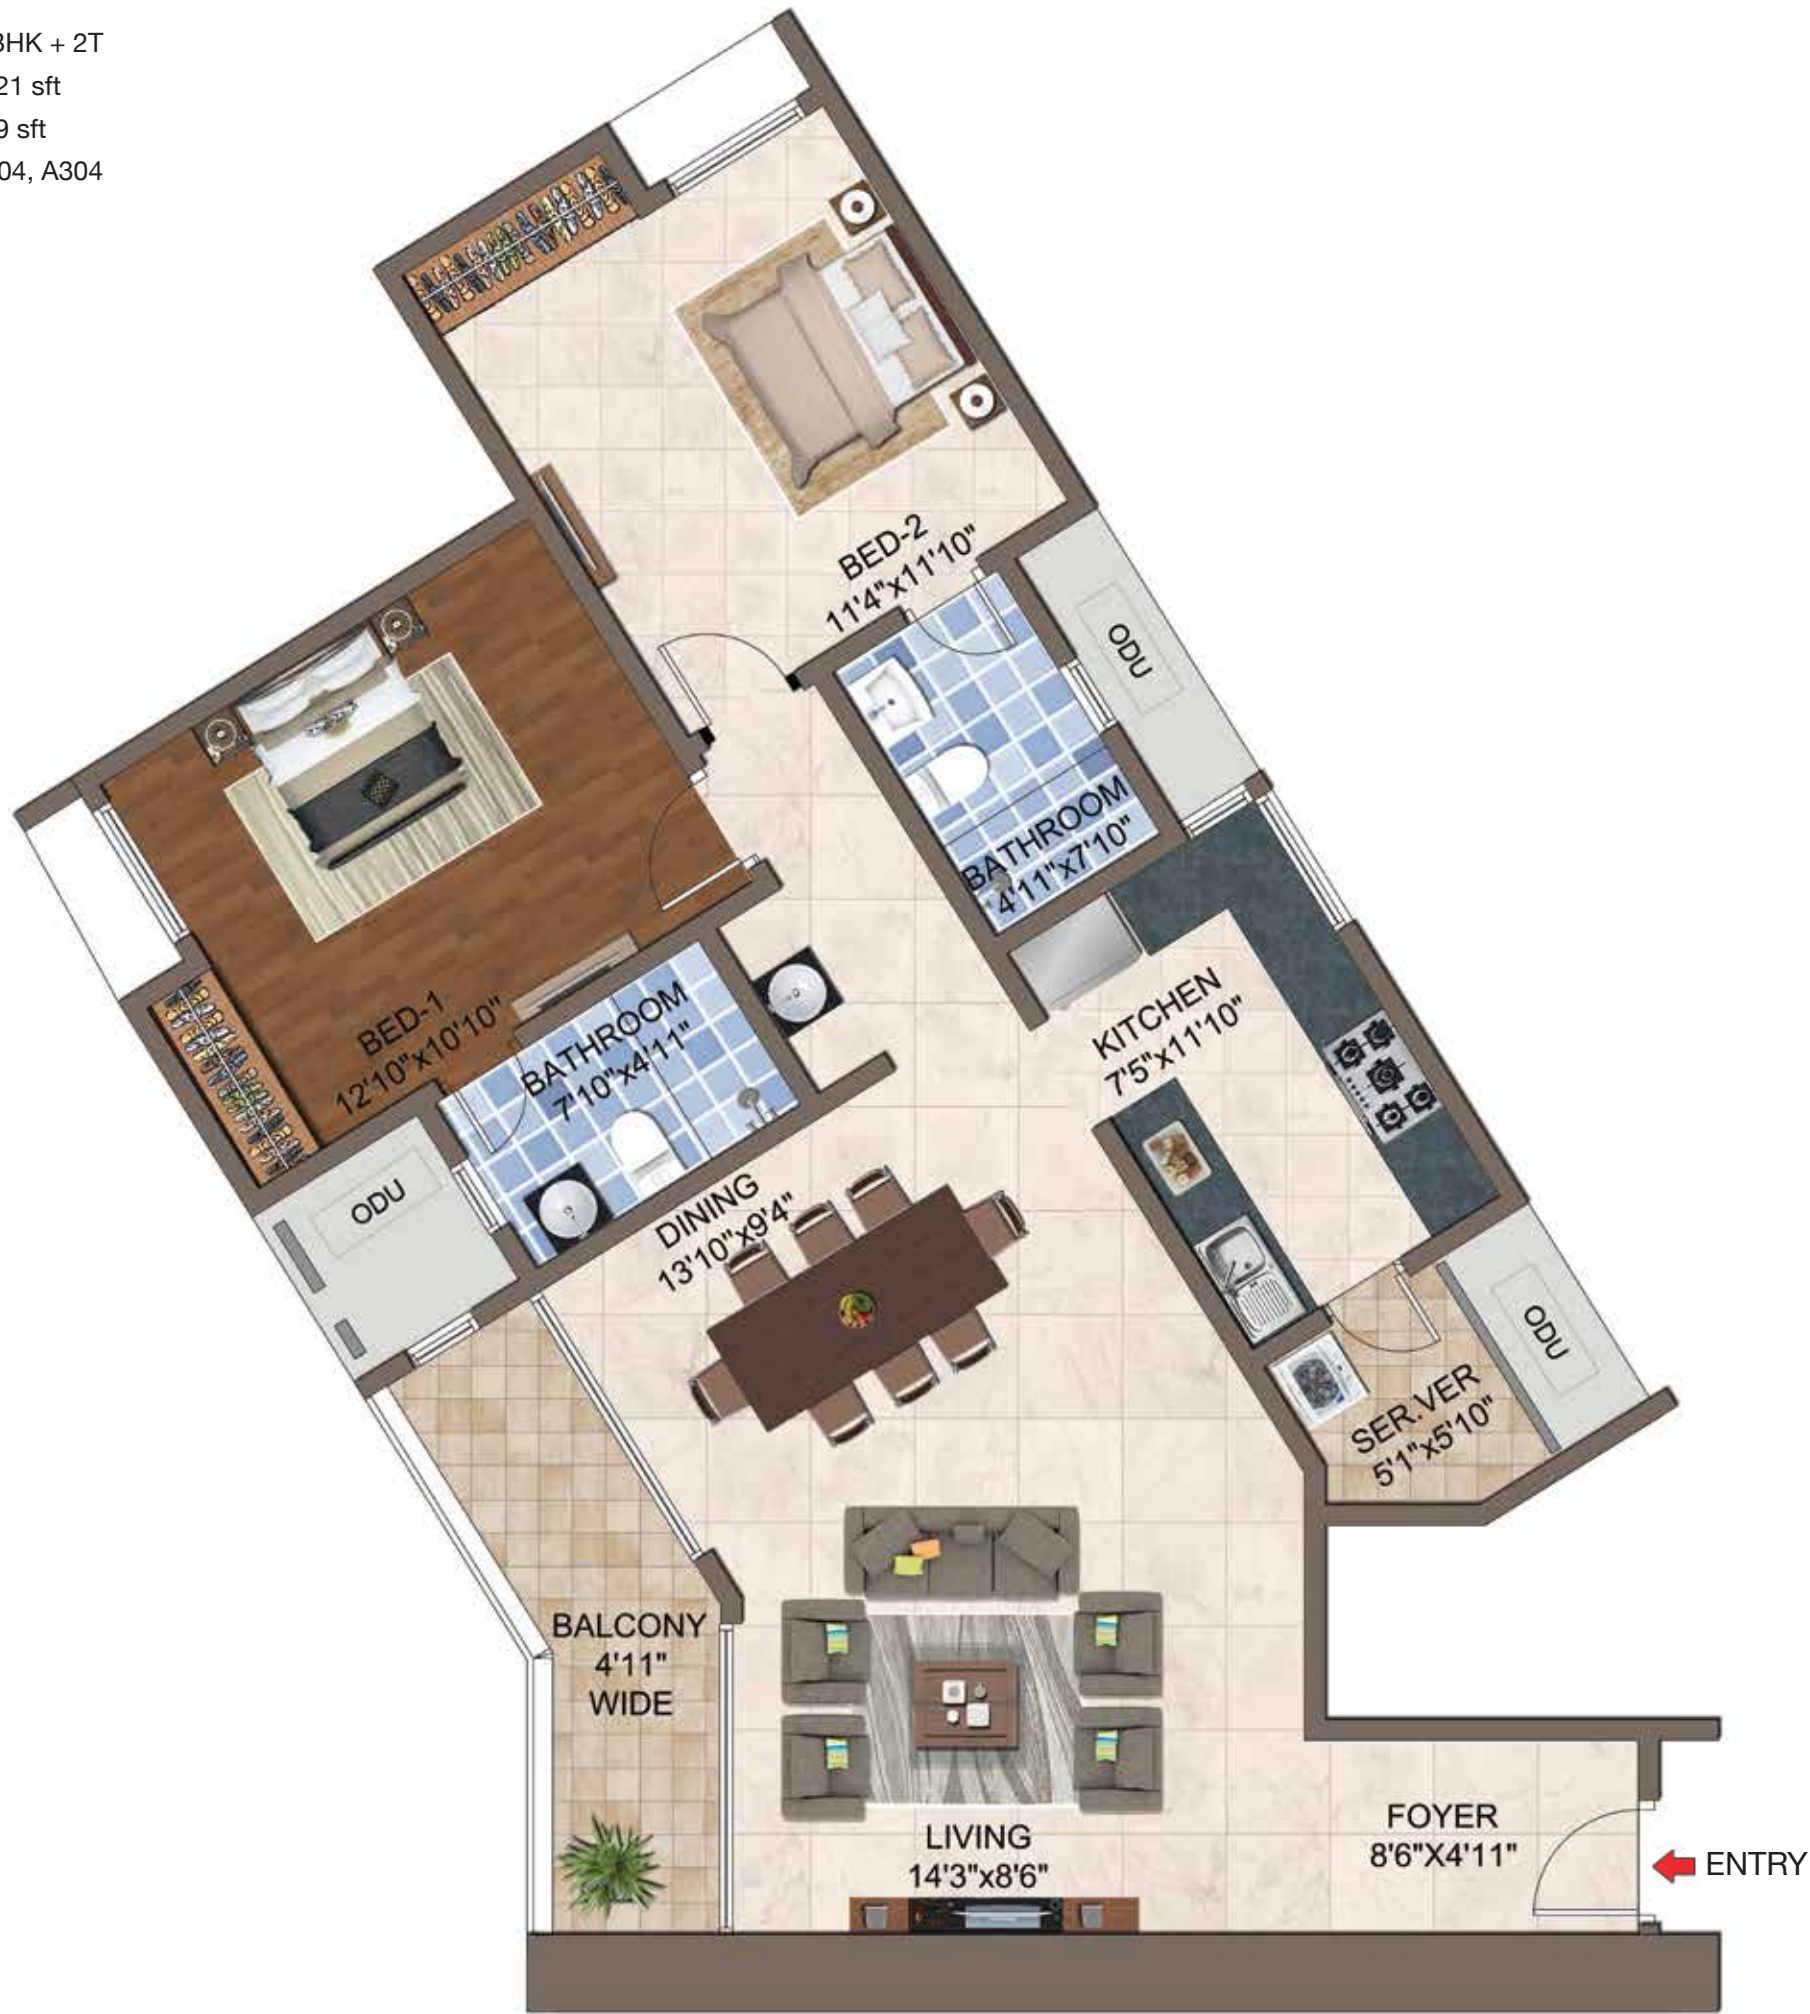 BHK + 2T
21 sft
9 sft
04, A304
BED-2
11'4"x11'10"
ODU
BATHROOM
4'11"x7'10"
BED-1
12'10"x10'10"
BATHROOM
7'10"x4'11"
KITCHEN
7'5"x11'10"
ODU
DINING
13'10"x9'4"
ODU
SER.VER
5'1"x5'10"
BALCONY
4'11"
WIDE
LIVING
14'3"x8'6"
FOYER
8'6"X4'11"
ENTRY